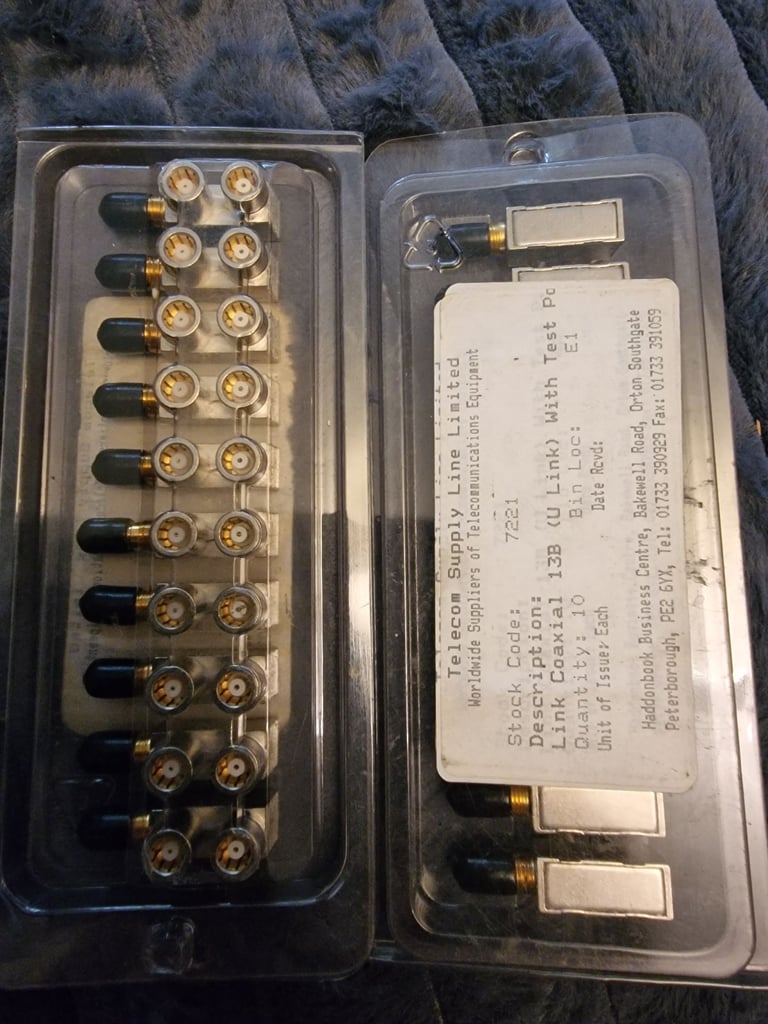 Telecom Supply Line Limited
Worldwide Suppliers of Telecommunications Equipment
Stock Code: 7221
Description:
Link Coaxial 13B (U Link) With Test Po
Quantity: 10 Bin Loc: E1
Unit of Issue: Each Date Rcvd:
Haddonbook Business Centre, Bakewell Road, Orton Southgate
Peterborough, PE2 6YX, Tel: 01733 390929 Fax: 01733 391059